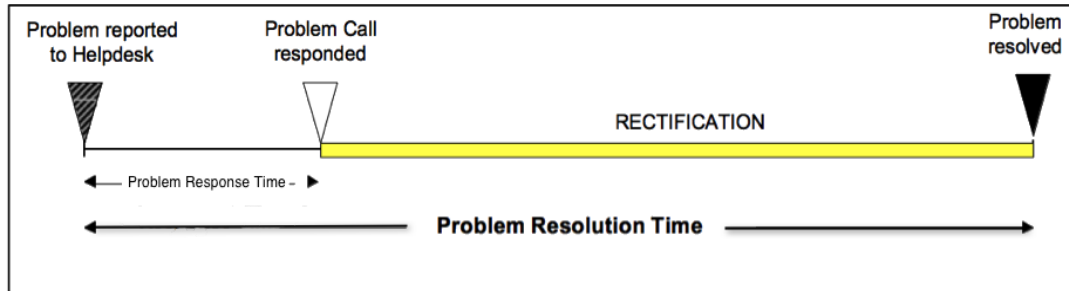 Problem reported
to Helpdesk
Problem Call
responded
Problem
resolved
RECTIFICATION
Problem Response Time
Problem Resolution Time